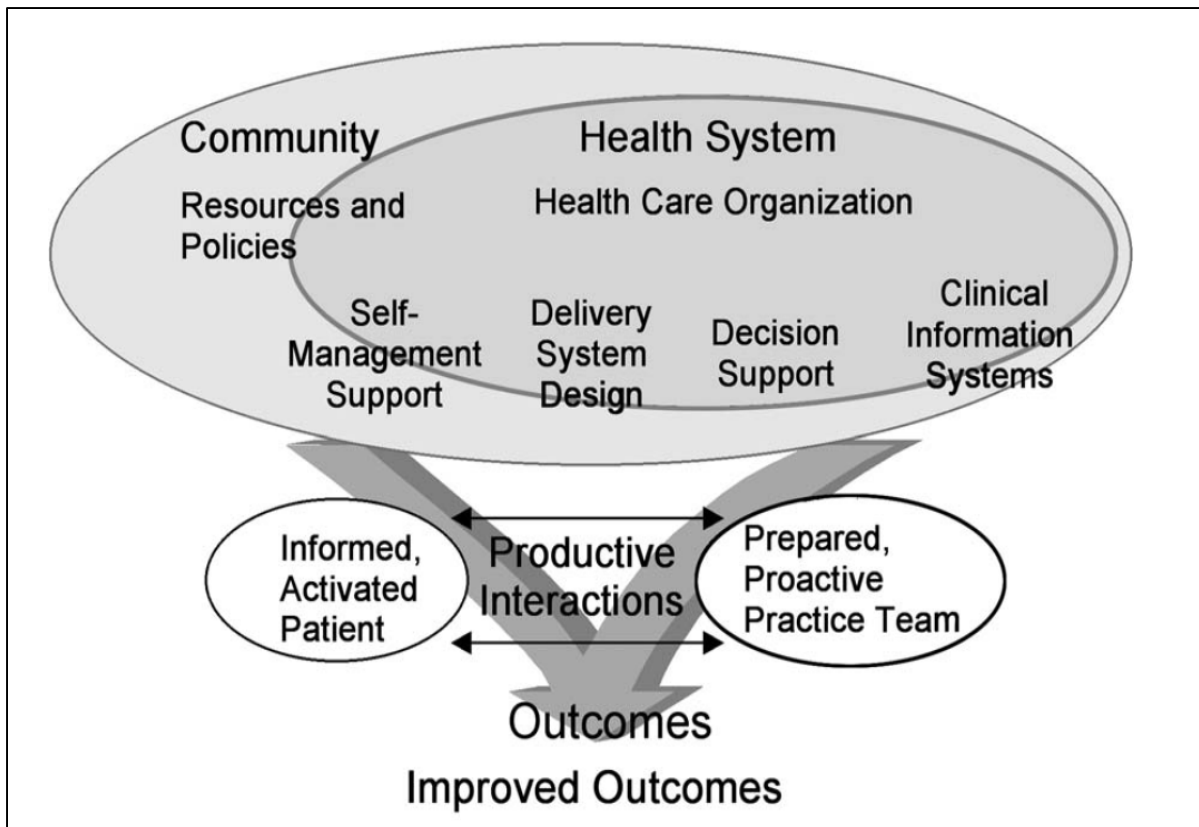 Community
Resources and
Policies
Health System
Health Care Organization
Self-
Management
Support
Delivery
System
Design
Decision
Support
Clinical
Information
Systems
Informed,
Activated
Patient
Productive
Interactions
Prepared,
Proactive
Practice Team
Outcomes
Improved Outcomes